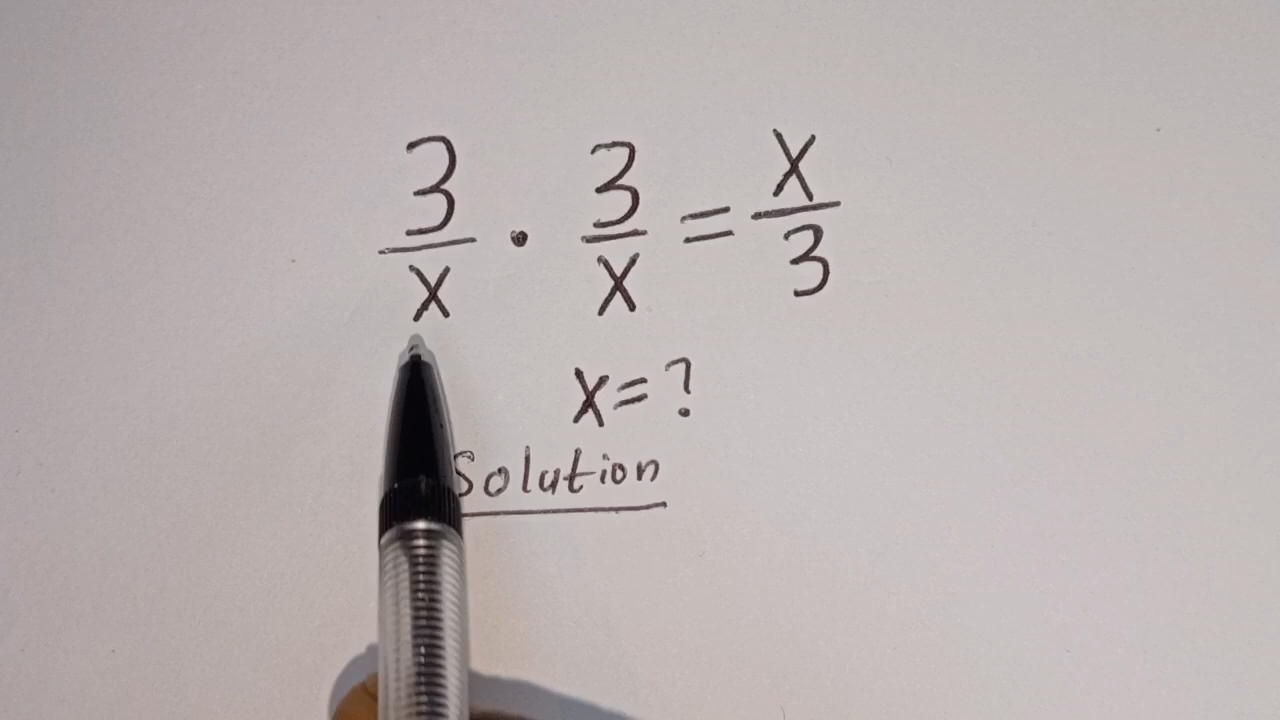 3/x · 3/x = x/3
x = ?
Solution